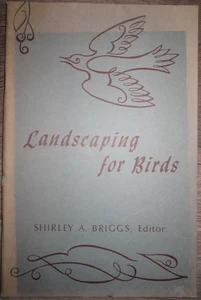 Landscaping
for Birds
SHIRLEY A. BRIGGS, Editor